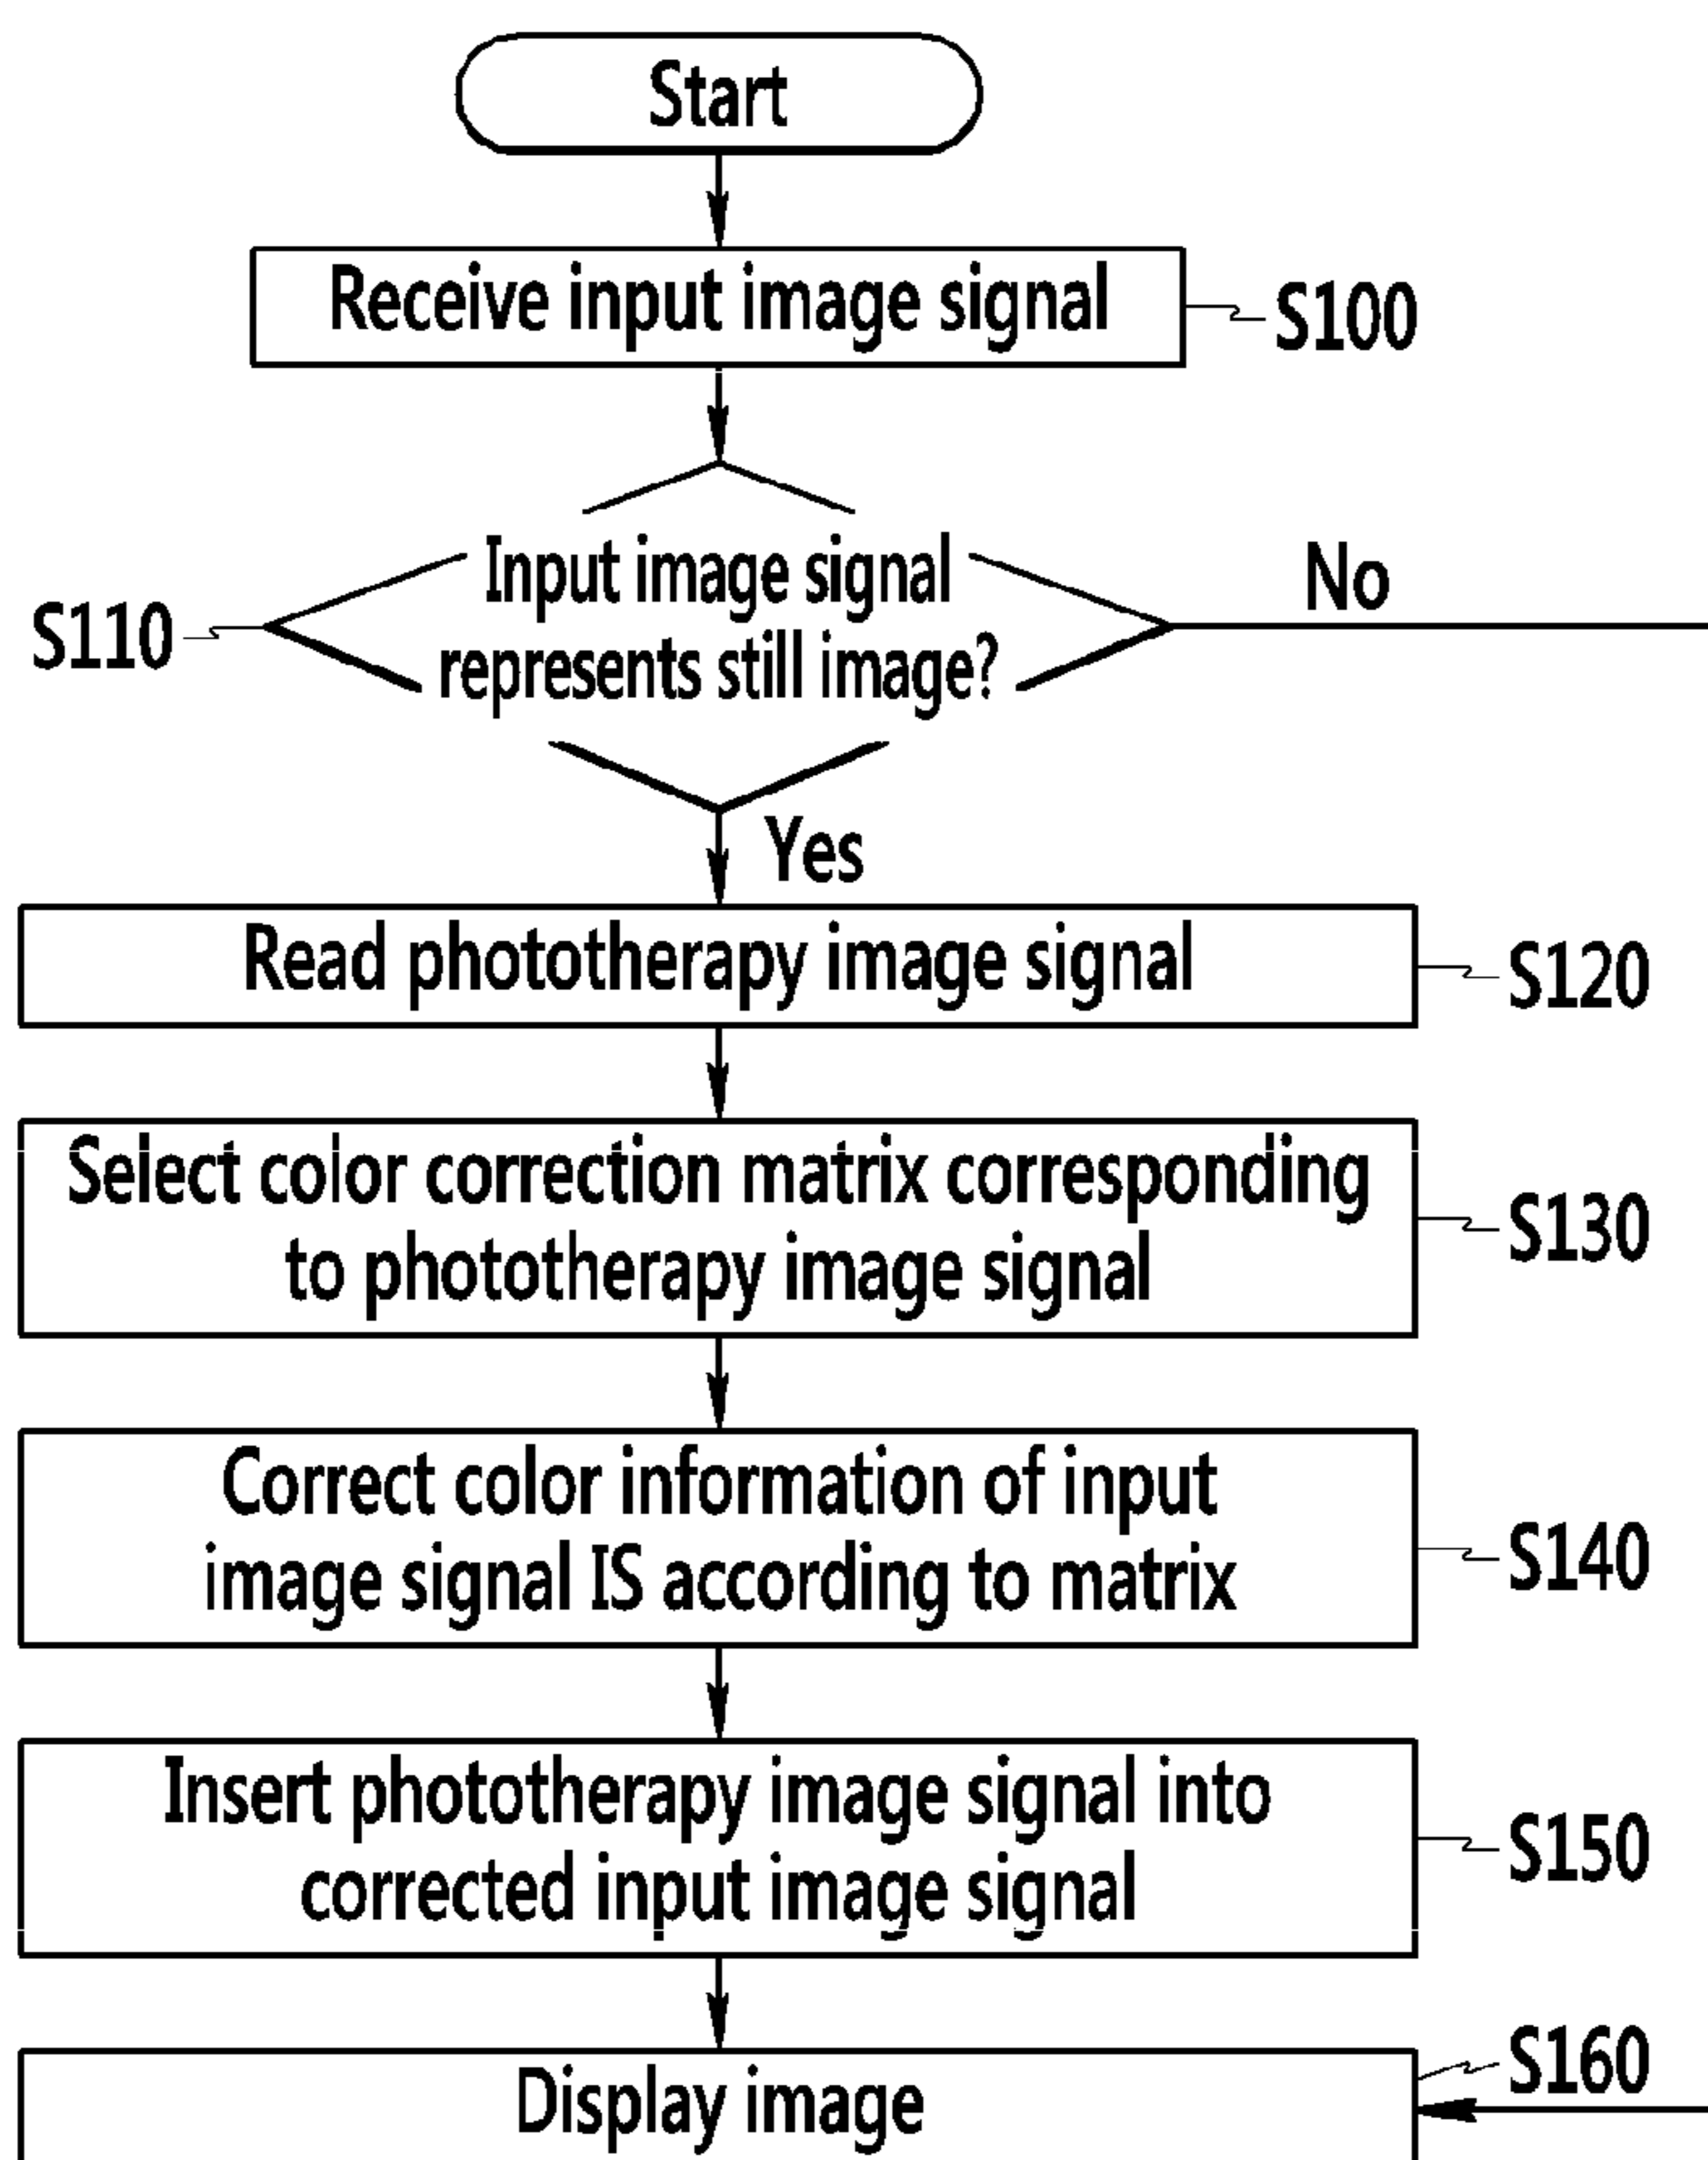 Start
Receive input image signal
S100
Input image signal
represents still image?
No
S110
Yes
Read phototherapy image signal
S120
Select color correction matrix corresponding
to phototherapy image signal
S130
Correct color information of input
image signal IS according to matrix
S140
Insert phototherapy image signal into
corrected input image signal
S150
Display image
S160